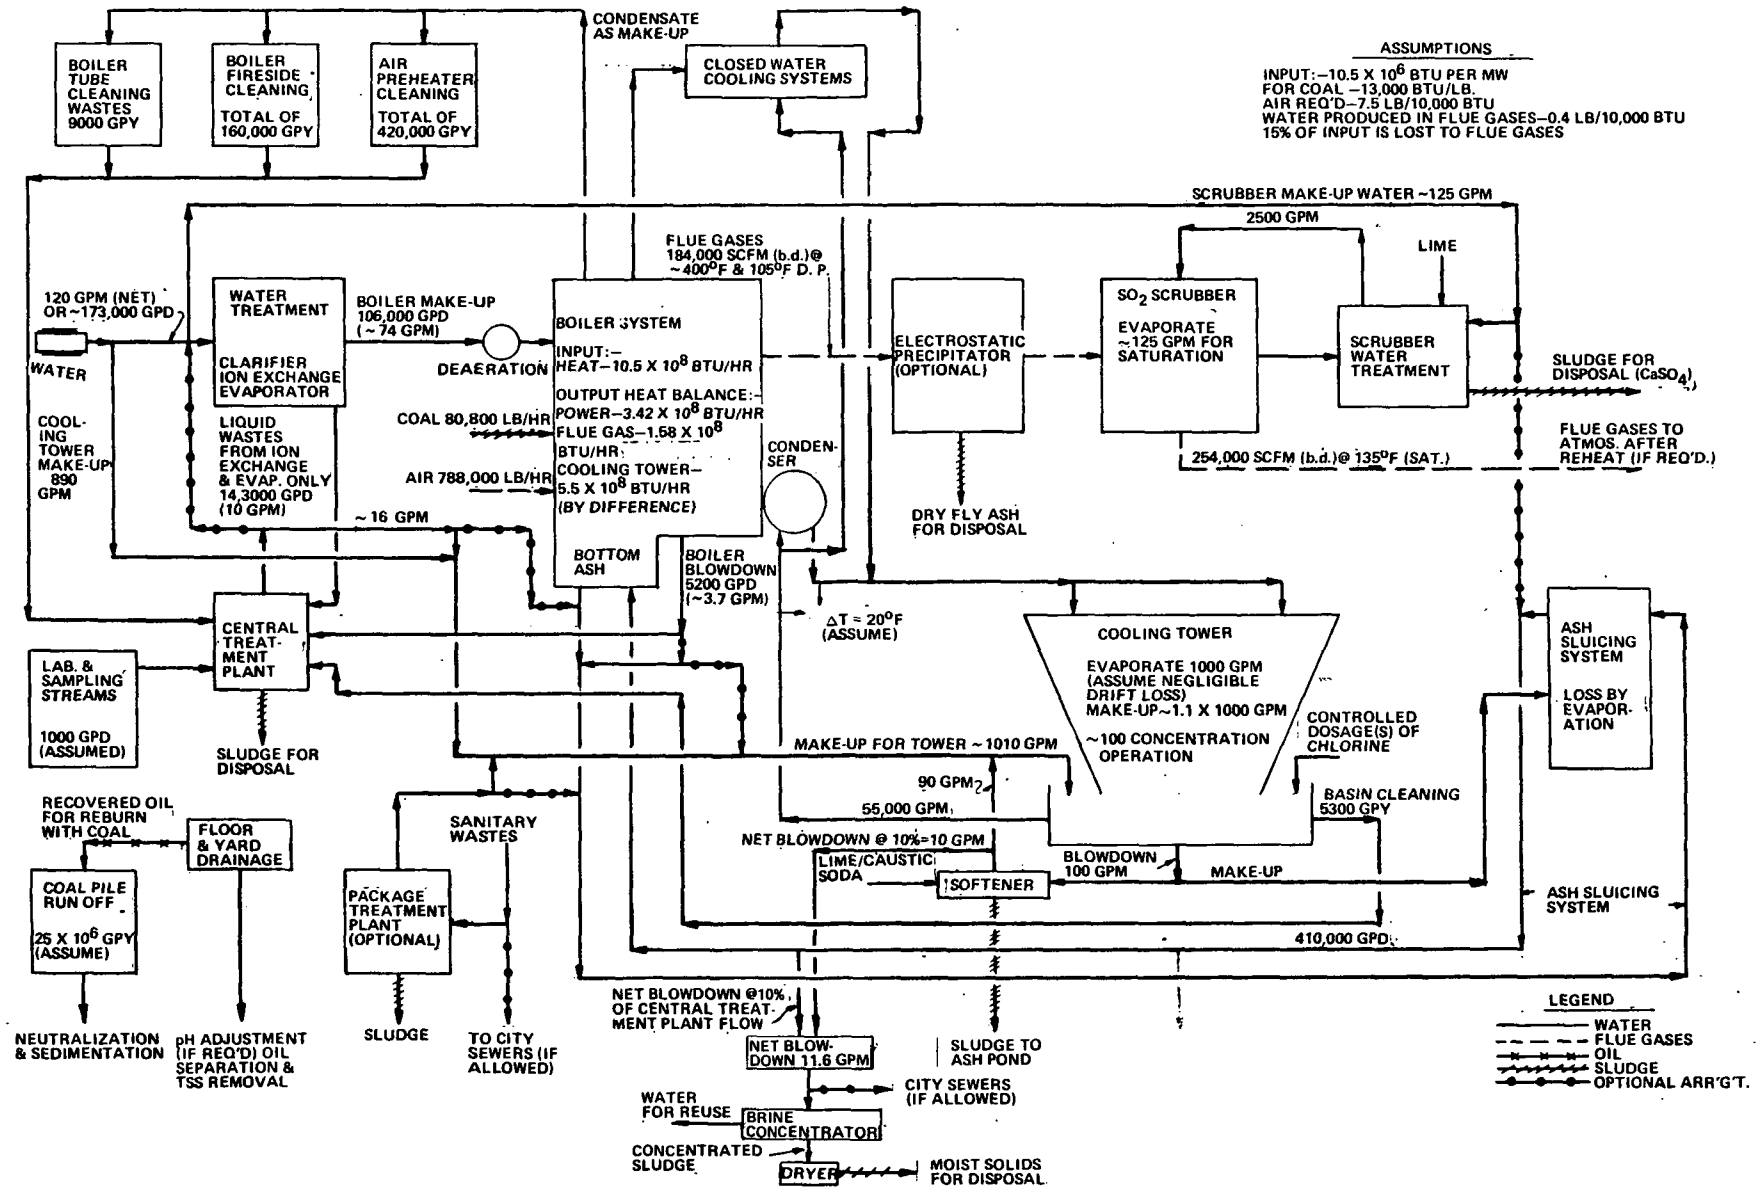 CONDENSATE
AS MAKE-UP
BOILER
TUBE
CLEANING
WASTES
9000 GPY
BOILER
FIRESIDE
CLEANING
TOTAL OF
160,000 GPY
AIR
PREHEATER
CLEANING
TOTAL OF
420,000 GPY
CLOSED WATER
COOLING SYSTEMS
ASSUMPTIONS
INPUT:-10.5 X 10⁶ BTU PER MW
FOR COAL -13,000 BTU/LB.
AIR REQ'D-7.5 LB/10,000 BTU
WATER PRODUCED IN FLUE GASES-0.4 LB/10,000 BTU
15% OF INPUT IS LOST TO FLUE GASES
SCRUBBER MAKE-UP WATER ~125 GPM
2500 GPM
LIME
FLUE GASES
184,000 SCFM (b.d.)@
~400°F & 105°F D. P.
120 GPM (NET)
OR ~173,000 GPD
WATER
WATER
TREATMENT
CLARIFIER
ION EXCHANGE
EVAPORATOR
BOILER MAKE-UP
106,000 GPD
(~ 74 GPM)
DEAERATION
BOILER SYSTEM
INPUT:-
HEAT-10.5 X 10⁸ BTU/HR
OUTPUT HEAT BALANCE:-
POWER-3.42 X 10⁸ BTU/HR
FLUE GAS-1.58 X 10⁸
BTU/HR
COOLING TOWER-
5.5 X 10⁸ BTU/HR
(BY DIFFERENCE)
BOTTOM
ASH
COAL 80,800 LB/HR
AIR 788,000 LB/HR
ELECTROSTATIC
PRECIPITATOR
(OPTIONAL)
DRY FLY ASH
FOR DISPOSAL
SO₂ SCRUBBER
EVAPORATE
~125 GPM FOR
SATURATION
SCRUBBER
WATER
TREATMENT
SLUDGE FOR
DISPOSAL (CaSO₄)
FLUE GASES TO
ATMOS. AFTER
REHEAT (IF REQ'D.)
254,000 SCFM (b.d.)@ 135°F (SAT.)
COOL-
ING
TOWER
MAKE-UP
890
GPM
LIQUID
WASTES
FROM ION
EXCHANGE
& EVAP. ONLY
14,3000 GPD
(10 GPM)
~ 16 GPM
CONDEN-
SER
BOILER
BLOWDOWN
5200 GPD
(~3.7 GPM)
ΔT = 20°F
(ASSUME)
CENTRAL
TREAT-
MENT
PLANT
SLUDGE FOR
DISPOSAL
LAB. &
SAMPLING
STREAMS
1000 GPD
(ASSUMED)
COOLING TOWER
EVAPORATE 1000 GPM
(ASSUME NEGLIGIBLE
DRIFT LOSS)
MAKE-UP~1.1 X 1000 GPM
~100 CONCENTRATION
OPERATION
CONTROLLED
DOSAGE(S) OF
CHLORINE
ASH
SLUICING
SYSTEM
LOSS BY
EVAPOR-
ATION
MAKE-UP FOR TOWER ~ 1010 GPM
90 GPM
55,000 GPM
BASIN CLEANING
5300 GPY
NET BLOWDOWN @ 10%=10 GPM
LIME/CAUSTIC
SODA
SOFTENER
BLOWDOWN
100 GPM
MAKE-UP
ASH SLUICING
SYSTEM
410,000 GPD
RECOVERED OIL
FOR REBURN
WITH COAL
FLOOR
& YARD
DRAINAGE
COAL PILE
RUN OFF
25 X 10⁶ GPY
(ASSUME)
NEUTRALIZATION
& SEDIMENTATION
pH ADJUSTMENT
(IF REQ'D) OIL
SEPARATION &
TSS REMOVAL
SANITARY
WASTES
PACKAGE
TREATMENT
PLANT
(OPTIONAL)
SLUDGE
TO CITY
SEWERS (IF
ALLOWED)
NET BLOWDOWN @10%
OF CENTRAL TREAT-
MENT PLANT FLOW
NET BLOW-
DOWN 11.6 GPM
SLUDGE TO
ASH POND
CITY SEWERS
(IF ALLOWED)
WATER
FOR REUSE
BRINE
CONCENTRATOR
CONCENTRATED
SLUDGE
DRYER
MOIST SOLIDS
FOR DISPOSAL
LEGEND
WATER
FLUE GASES
OIL
SLUDGE
OPTIONAL ARR'G'T.